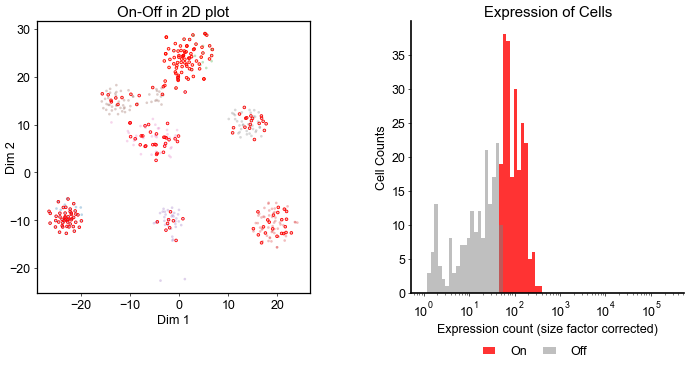 On-Off in 2D plot
30
20
10
0
−10
−20
Dim 2
−20 −10 0 10 20
Dim 1
Expression of Cells
35
30
25
20
15
10
5
0
Cell Counts
10⁰ 10¹ 10² 10³ 10⁴ 10⁵
Expression count (size factor corrected)
On Off